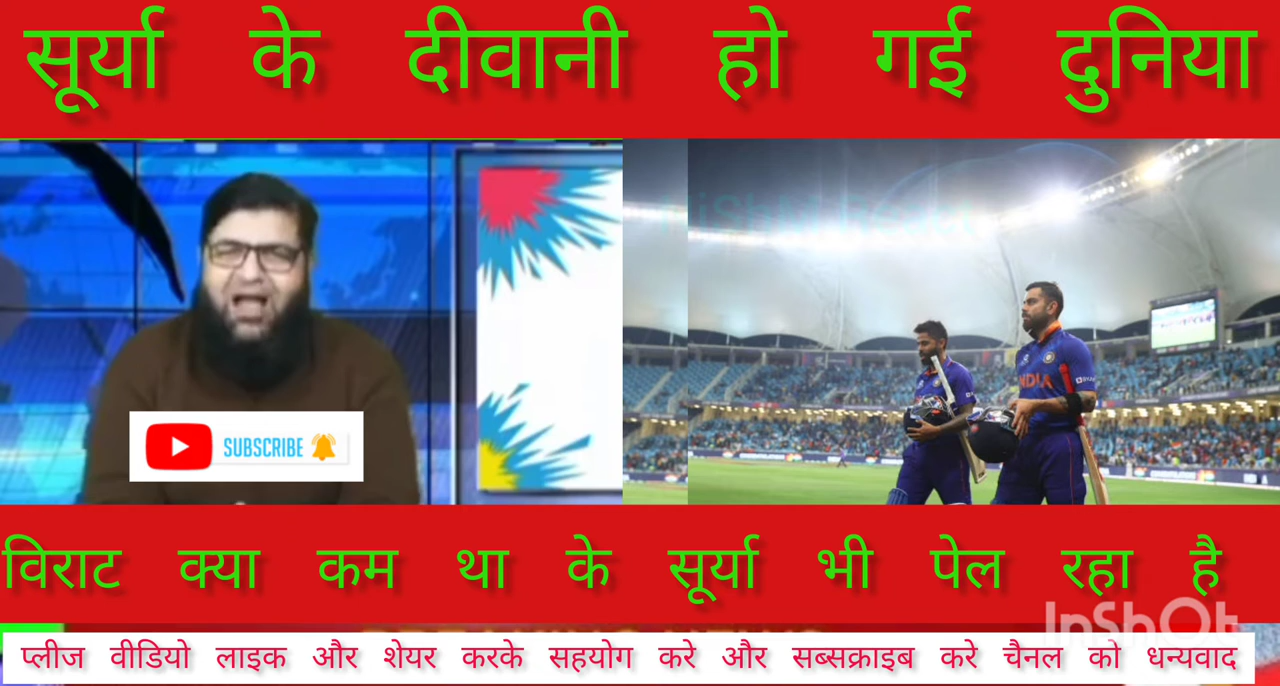 सूर्या के दीवानी हो गई दुनिया
SUBSCRIBE
INDIA
विराट क्या कम था के सूर्या भी पेल रहा है
InShOt
प्लीज वीडियो लाइक और शेयर करके सहयोग करे और सब्सक्राइब करे चैनल को धन्यवाद